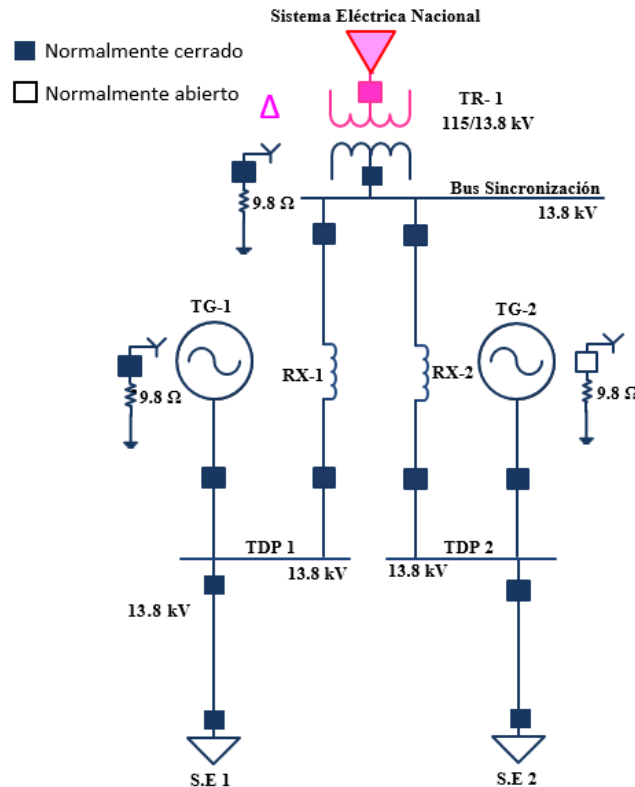 Sistema Eléctrica Nacional
Normalmente cerrado
Normalmente abierto
Δ
TR- 1
115/13.8 kV
Bus Sincronización
13.8 kV
9.8 Ω
TG-1
TG-2
9.8 Ω
RX-1
RX-2
9.8 Ω
TDP 1
TDP 2
13.8 kV
13.8 kV
13.8 kV
S.E 1
S.E 2